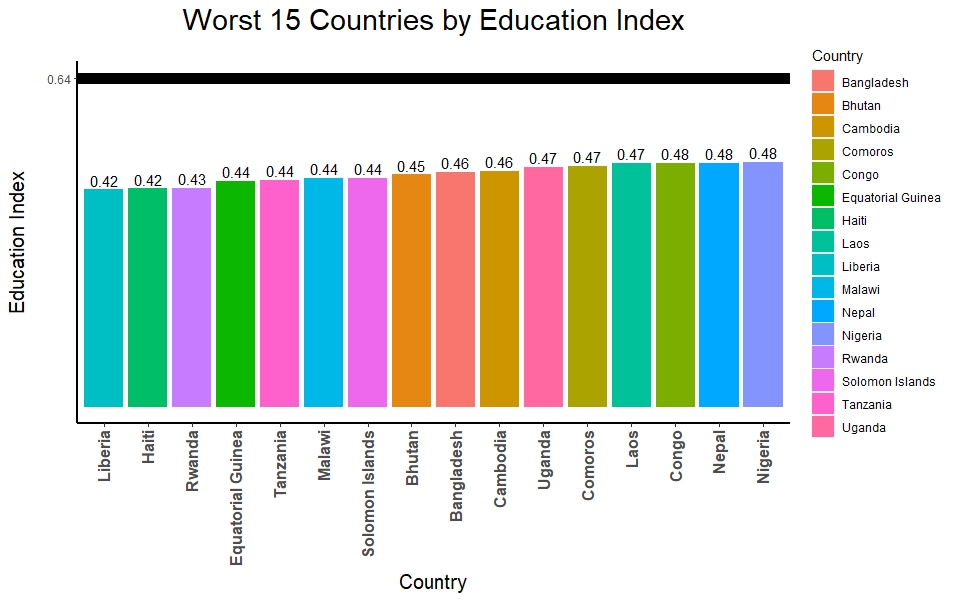 Worst 15 Countries by Education Index
0.64
0.42 0.42 0.43 0.44 0.44 0.44 0.44 0.45 0.46 0.46 0.47 0.47 0.47 0.48 0.48 0.48
Education Index
Liberia
Haiti
Rwanda
Equatorial Guinea
Tanzania
Malawi
Solomon Islands
Bhutan
Bangladesh
Cambodia
Uganda
Comoros
Laos
Congo
Nepal
Nigeria
Country
Country
Bangladesh
Bhutan
Cambodia
Comoros
Congo
Equatorial Guinea
Haiti
Laos
Liberia
Malawi
Nepal
Nigeria
Rwanda
Solomon Islands
Tanzania
Uganda